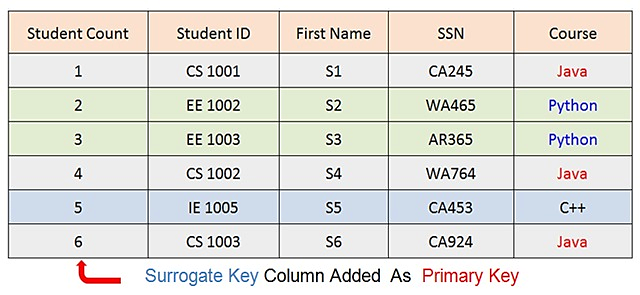 Student Count Student ID First Name SSN Course
1 CS 1001 S1 CA245 Java
2 EE 1002 S2 WA465 Python
3 EE 1003 S3 AR365 Python
4 CS 1002 S4 WA764 Java
5 IE 1005 S5 CA453 C++
6 CS 1003 S6 CA924 Java
Surrogate Key Column Added As Primary Key